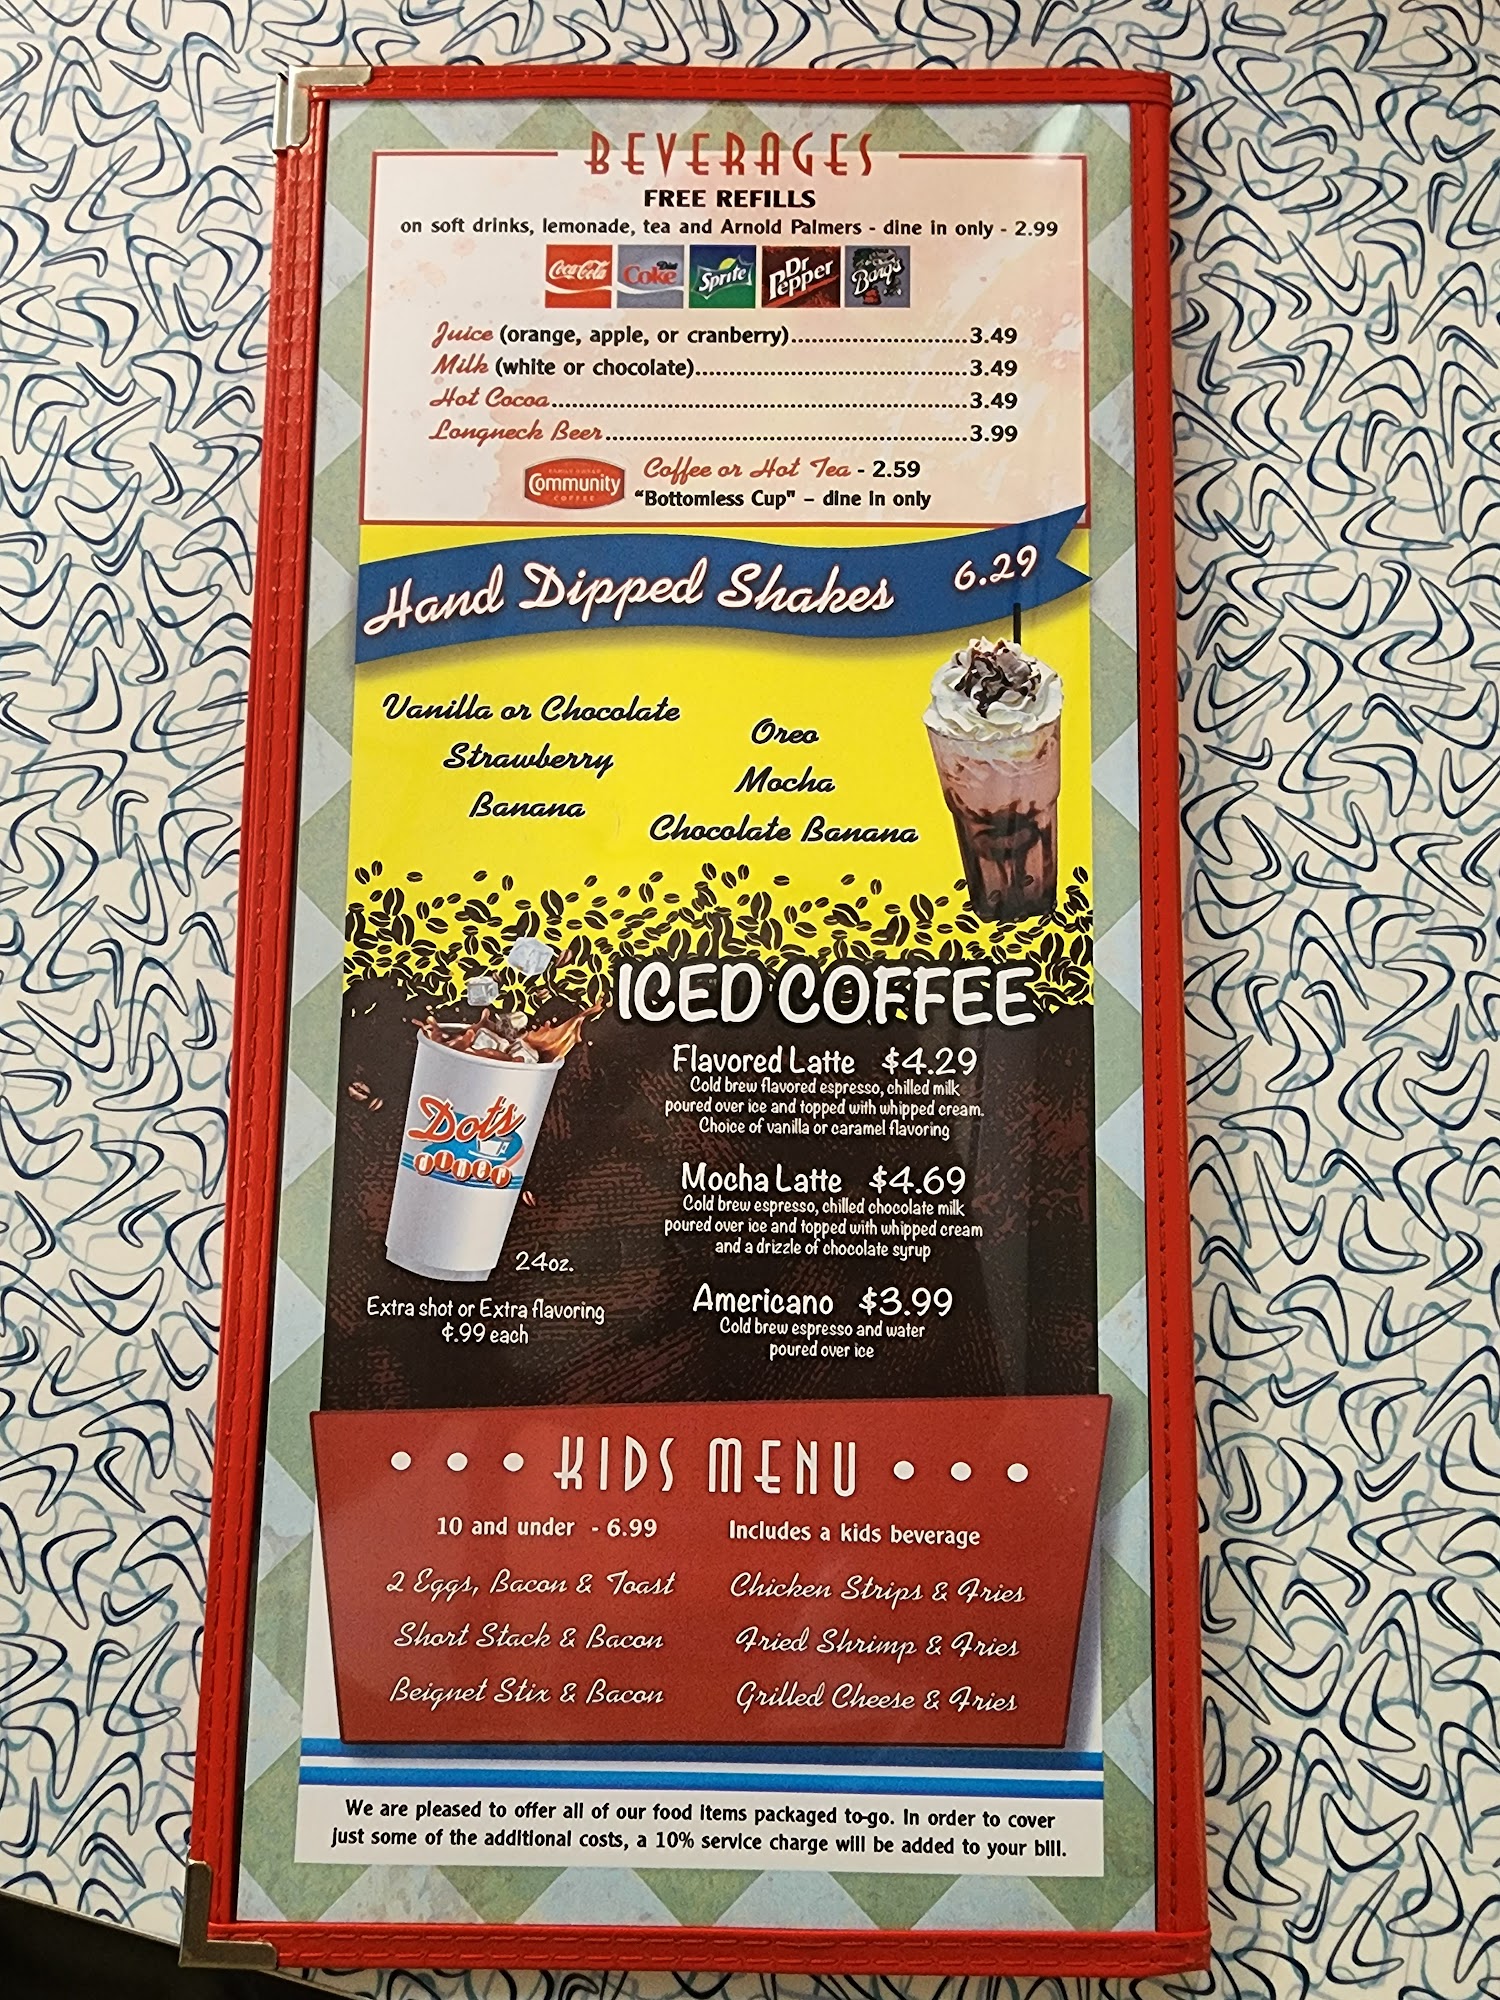 BEVERAGES
FREE REFILLS
on soft drinks, lemonade, tea and Arnold Palmers - dine in only - 2.99
Coca-Cola Diet Coke Sprite Dr Pepper Barq's
Juice (orange, apple, or cranberry)..........................3.49
Milk (white or chocolate).......................................3.49
Hot Cocoa............................................................3.49
Longneck Beer....................................................3.99
Community COFFEE
Coffee or Hot Tea - 2.59
"Bottomless Cup" – dine in only
Hand Dipped Shakes 6.29
Vanilla or Chocolate
Strawberry
Banana
Oreo
Mocha
Chocolate Banana
ICED COFFEE
Flavored Latte $4.29
Cold brew flavored espresso, chilled milk
poured over ice and topped with whipped cream.
Choice of vanilla or caramel flavoring
Mocha Latte $4.69
Cold brew espresso, chilled chocolate milk
poured over ice and topped with whipped cream
and a drizzle of chocolate syrup
Americano $3.99
Cold brew espresso and water
poured over ice
Dot's
diner
24oz.
Extra shot or Extra flavoring
¢.99 each
• • • KIDS MENU • • •
10 and under - 6.99 Includes a kids beverage
2 Eggs, Bacon & Toast
Short Stack & Bacon
Beignet Stix & Bacon
Chicken Strips & Fries
Fried Shrimp & Fries
Grilled Cheese & Fries
We are pleased to offer all of our food items packaged to-go. In order to cover
just some of the additional costs, a 10% service charge will be added to your bill.